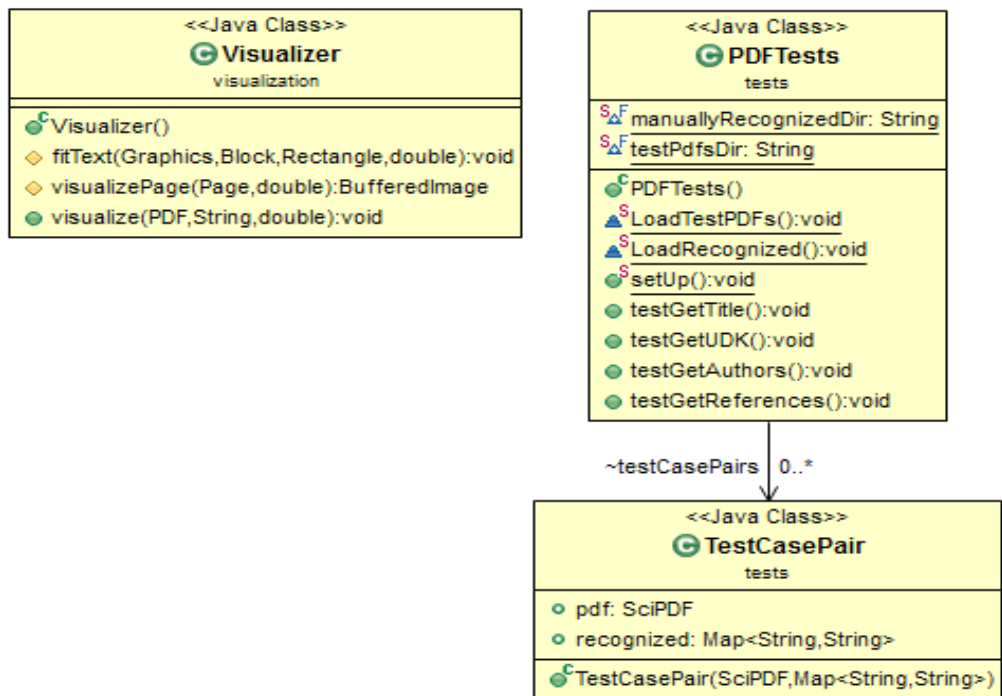 <<Java Class>>
Visualizer
visualization
Visualizer()
fitText(Graphics,Block,Rectangle,double):void
visualizePage(Page,double):BufferedImage
visualize(PDF,String,double):void
<<Java Class>>
PDFTests
tests
manuallyRecognizedDir: String
testPdfsDir: String
PDFTests()
LoadTestPDFs():void
LoadRecognized():void
setUp():void
testGetTitle():void
testGetUDK():void
testGetAuthors():void
testGetReferences():void
~testCasePairs 0..*
<<Java Class>>
TestCasePair
tests
pdf: SciPDF
recognized: Map<String,String>
TestCasePair(SciPDF,Map<String,String>)